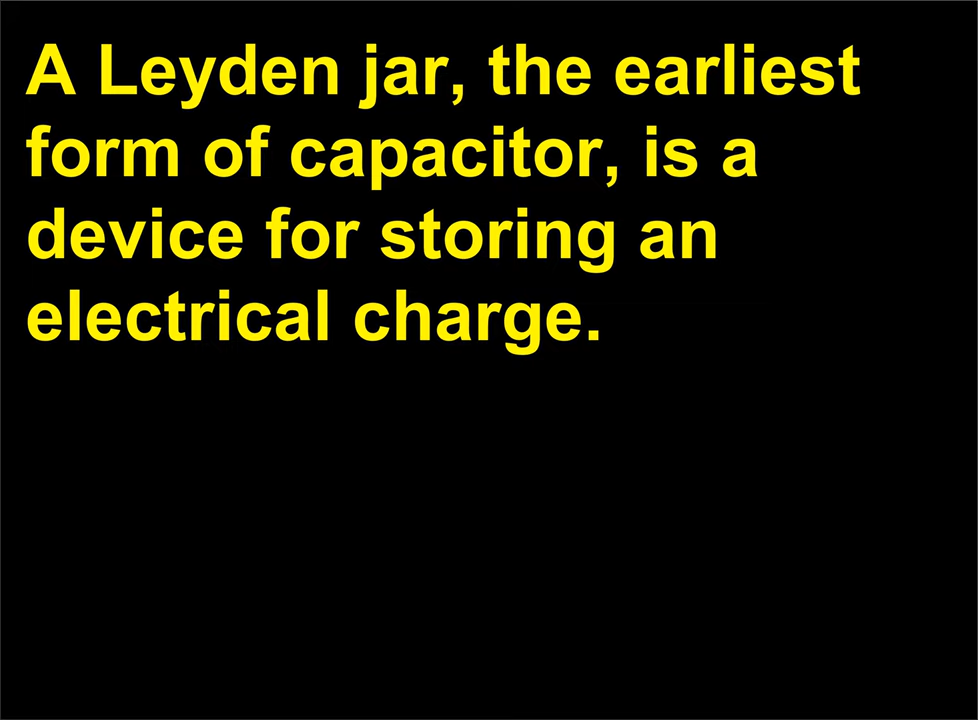 A Leyden jar, the earliest
form of capacitor, is a
device for storing an
electrical charge.